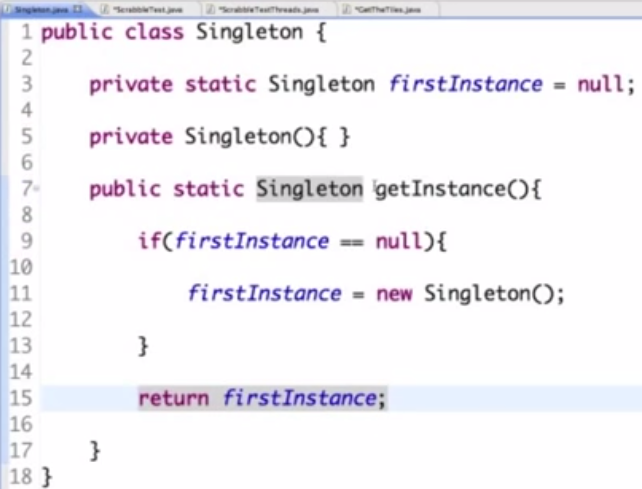 Singleton.java *ScrabbleTest.java *ScrabbleTestThreads.java *GetTheTiles.java
1 public class Singleton {
2
3 private static Singleton firstInstance = null;
4
5 private Singleton(){ }
6
7 public static Singleton getInstance(){
8
9 if(firstInstance == null){
10
11 firstInstance = new Singleton();
12
13 }
14
15 return firstInstance;
16
17 }
18 }